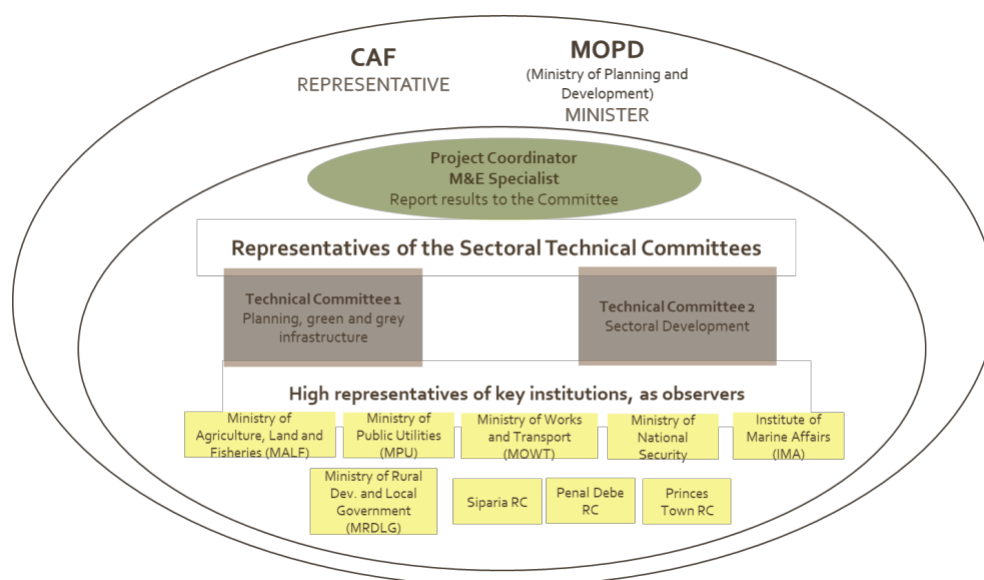 CAF
REPRESENTATIVE
MOPD
(Ministry of Planning and
Development)
MINISTER
Project Coordinator
M&E Specialist
Report results to the Committee
Representatives of the Sectoral Technical Committees
Technical Committee 1
Planning, green and grey
infrastructure
Technical Committee 2
Sectoral Development
High representatives of key institutions, as observers
Ministry of
Agriculture, Land and
Fisheries (MALF)
Ministry of
Public Utilities
(MPU)
Ministry of Works
and Transport
(MOWT)
Ministry of
National
Security
Institute of
Marine Affairs
(IMA)
Ministry of Rural
Dev. and Local
Government
(MRDLG)
Siparia RC
Penal Debe
RC
Princes
Town RC